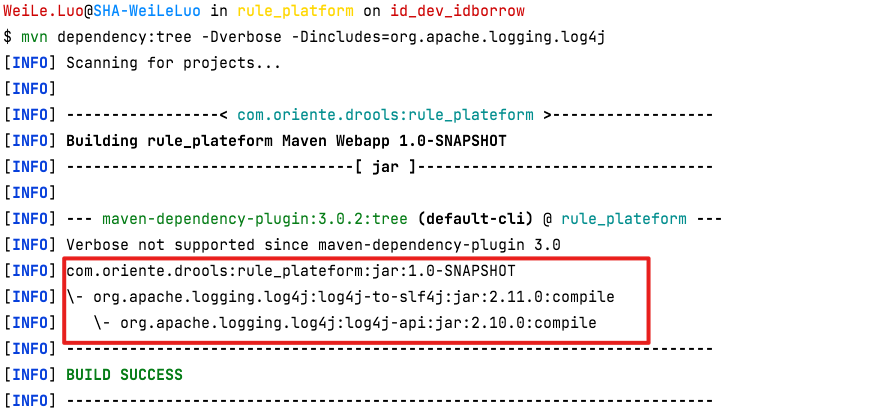 WeiLe.Luo@SHA-WeiLeLuo in rule_platform on id_dev_idborrow
$ mvn dependency:tree -Dverbose -Dincludes=org.apache.logging.log4j
[INFO] Scanning for projects...
[INFO]
[INFO] -----------------< com.oriente.drools:rule_plateform >------------------
[INFO] Building rule_plateform Maven Webapp 1.0-SNAPSHOT
[INFO] --------------------------------[ jar ]---------------------------------
[INFO]
[INFO] --- maven-dependency-plugin:3.0.2:tree (default-cli) @ rule_plateform ---
[INFO] Verbose not supported since maven-dependency-plugin 3.0
[INFO] com.oriente.drools:rule_plateform:jar:1.0-SNAPSHOT
[INFO] \- org.apache.logging.log4j:log4j-to-slf4j:jar:2.11.0:compile
[INFO]    \- org.apache.logging.log4j:log4j-api:jar:2.10.0:compile
[INFO] ------------------------------------------------------------------------
[INFO] BUILD SUCCESS
[INFO] ------------------------------------------------------------------------